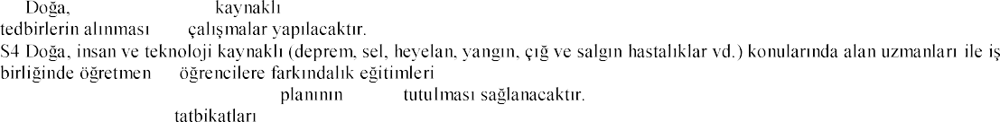 Doğa, kaynaklı
tedbirlerin alınması çalışmalar yapılacaktır.
S4 Doğa, insan ve teknoloji kaynaklı (deprem, sel, heyelan, yangın, çığ ve salgın hastalıklar vd.) konularında alan uzmanları ile iş
birliğinde öğretmen öğrencilere farkındalık eğitimleri
planının tutulması sağlanacaktır.
tatbikatları